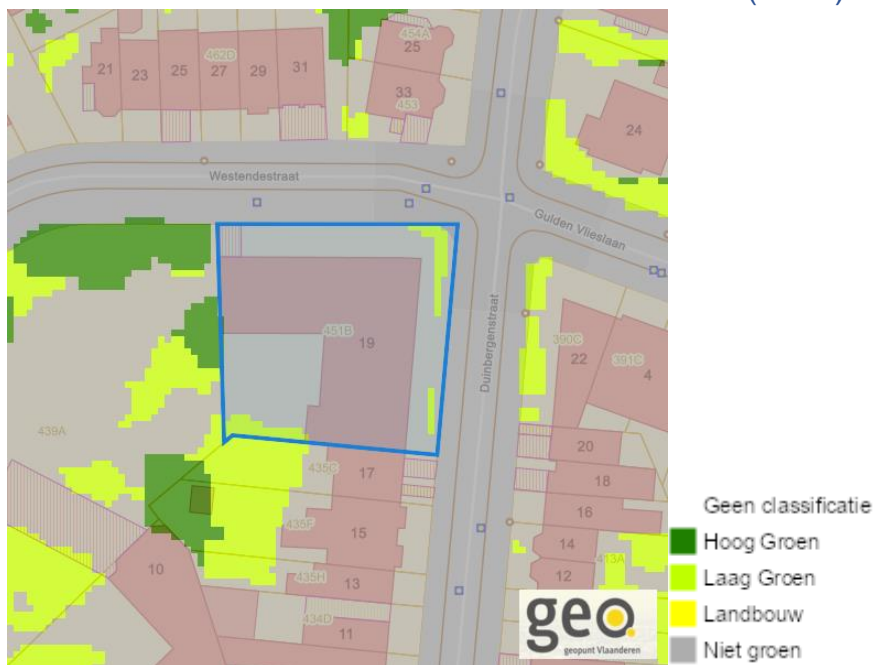 21
23
25
462D
27
29
31
454A
25
33
453
24
Westendestraat
Gulden Vlieslaan
451B
19
Duinbergenstraat
390C
22
391C
4
439A
435C
17
20
18
16
435F
15
14
413A
12
10
435H
13
434D
11
geo
geopunt Vlaanderen
Geen classificatie
Hoog Groen
Laag Groen
Landbouw
Niet groen